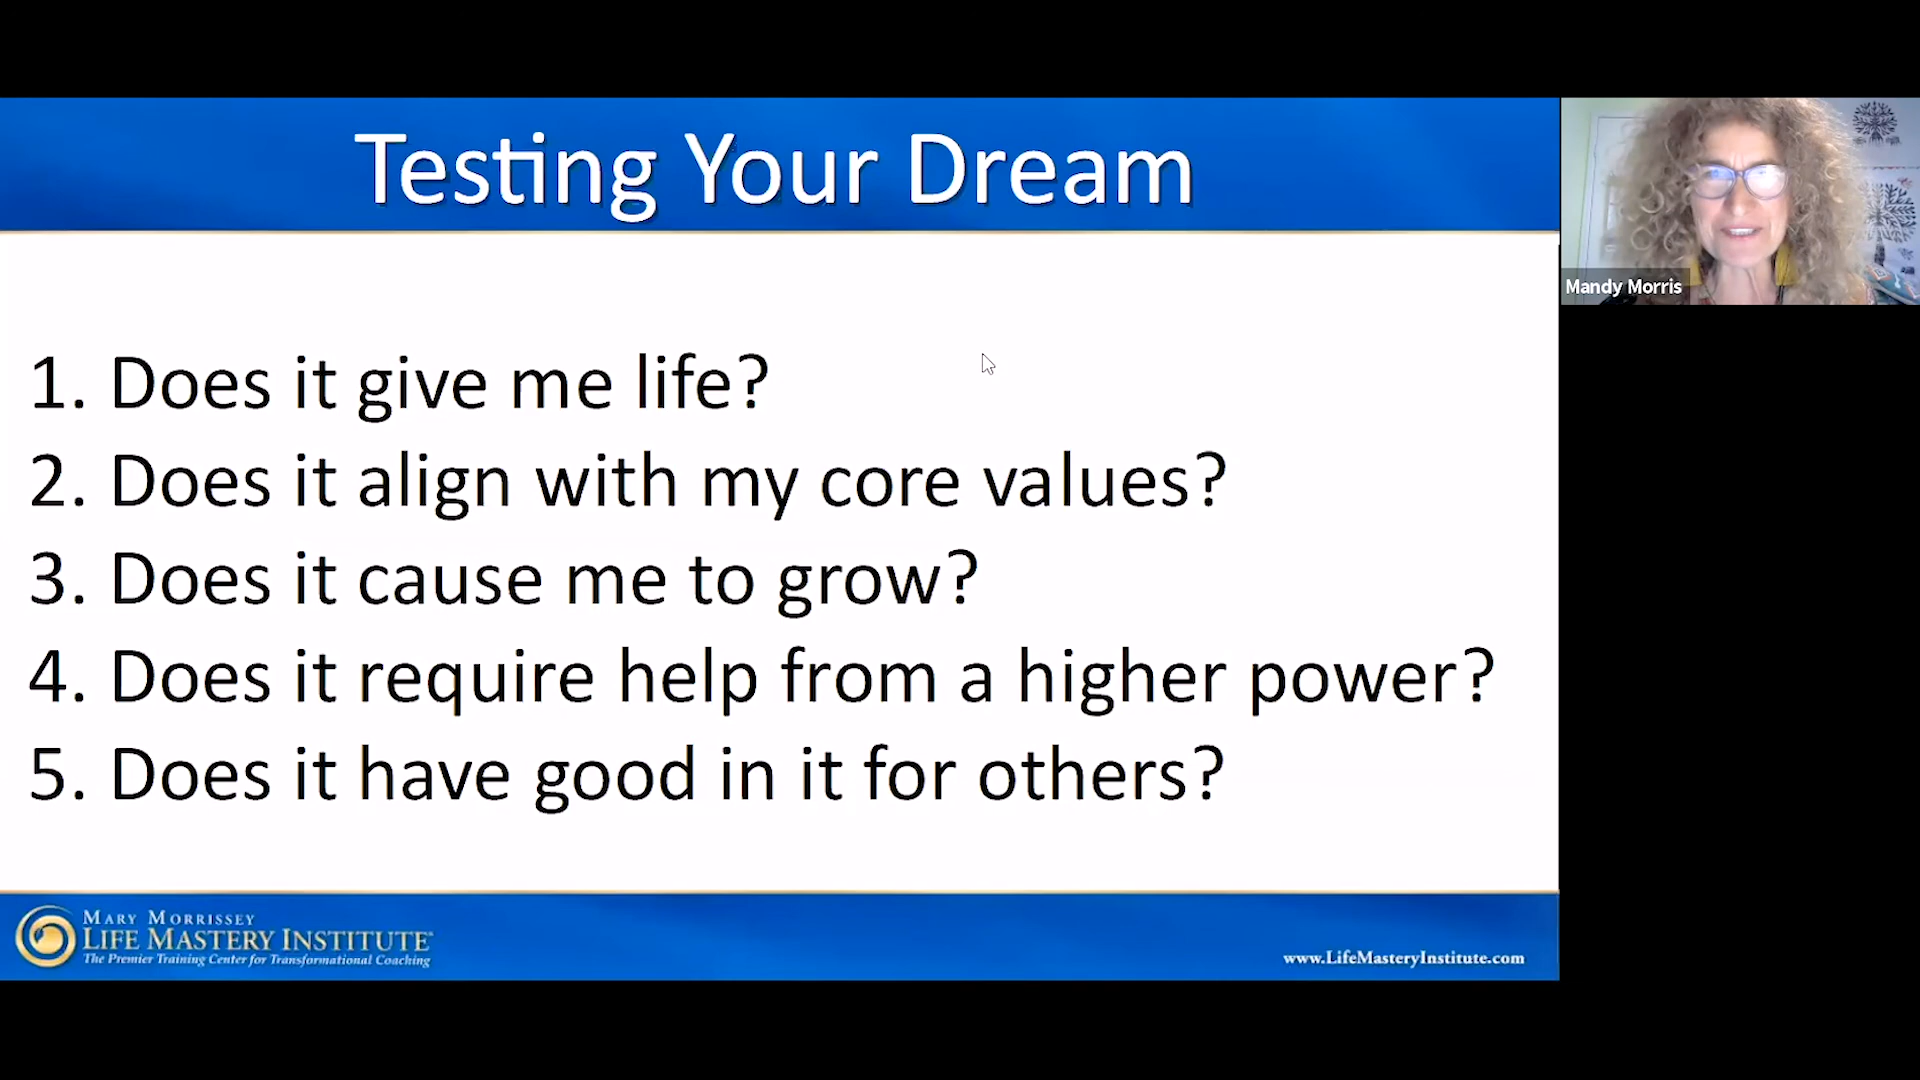 Testing Your Dream
Mandy Morris
1. Does it give me life?
2. Does it align with my core values?
3. Does it cause me to grow?
4. Does it require help from a higher power?
5. Does it have good in it for others?
MARY MORRISSEY
LIFE MASTERY INSTITUTE
The Premier Training Center for Transformational Coaching
www.LifeMasteryInstitute.com